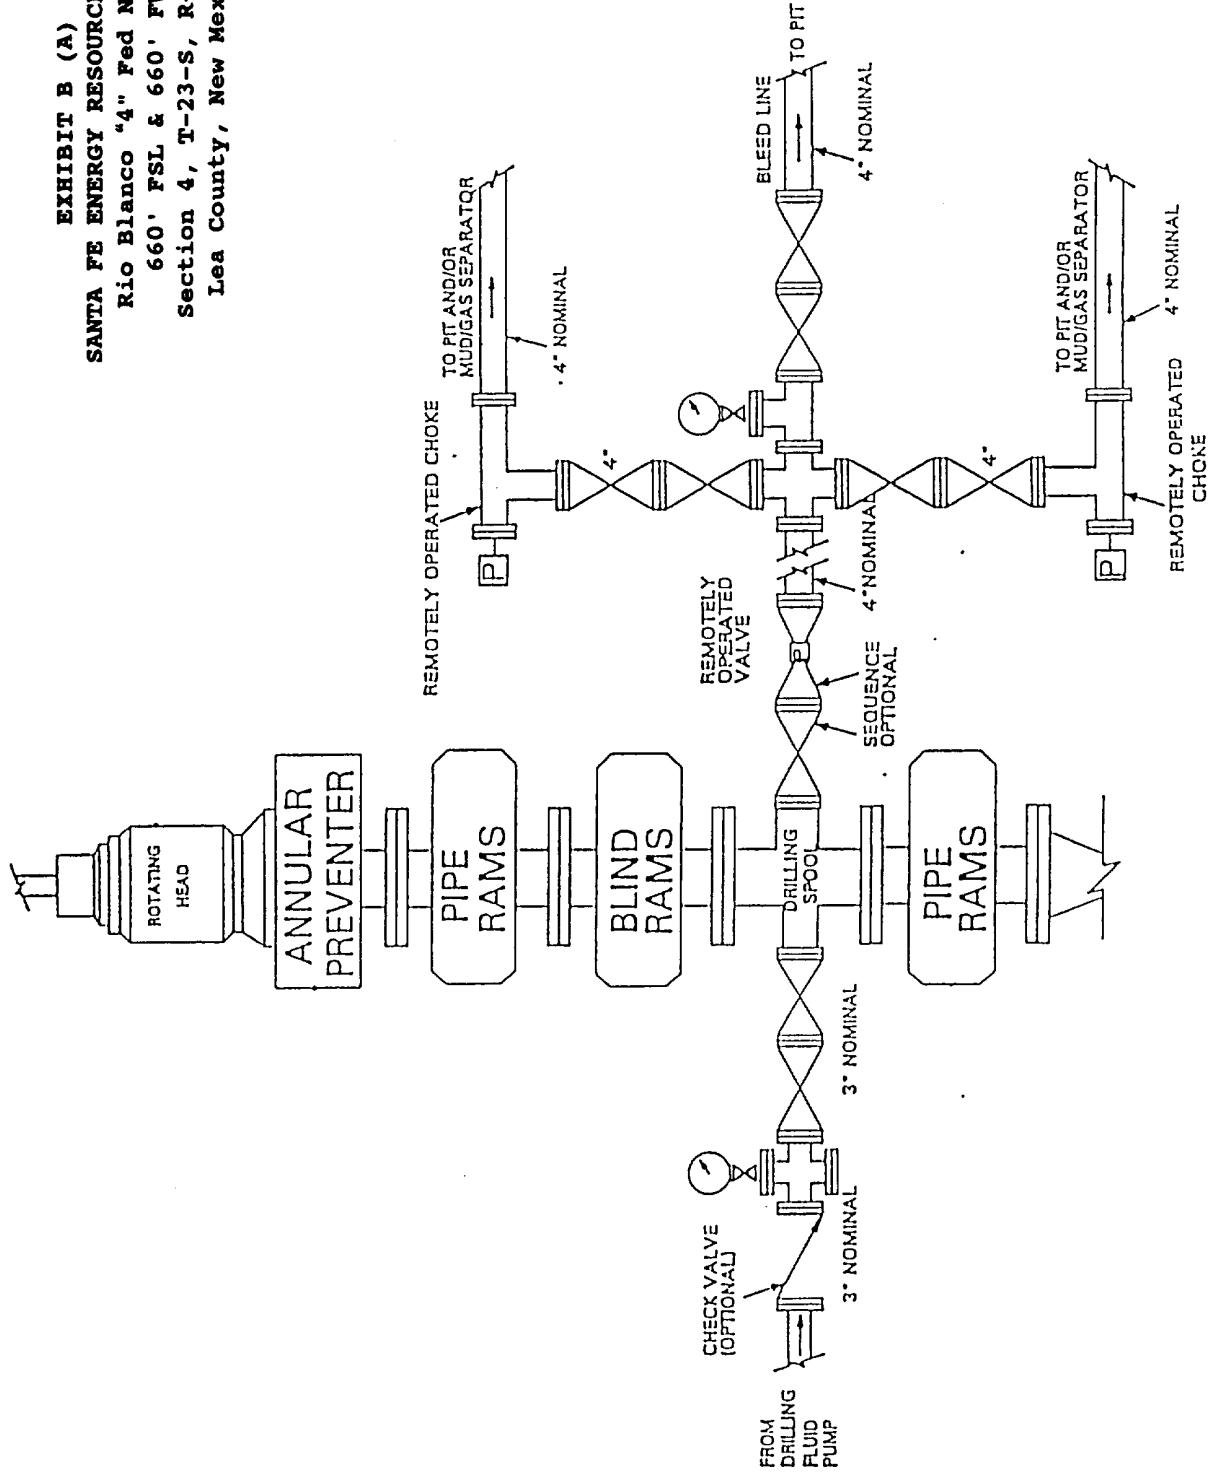 EXHIBIT B (A)
SANTA FE ENERGY
Rio Blanco "4" Fed
660' FSL & 660'
Section 4, T-23-S,
Lea County, New
ROTATING
HEAD
ANNULAR
PREVENTER
PIPE
RAMS
BLIND
RAMS
DRILLING
SPOOL
PIPE
RAMS
FROM
DRILLING
FLUID
PUMP
CHECK VALVE
(OPTIONAL)
3" NOMINAL
3" NOMINAL
SEQUENCE
OPTIONAL
REMOTELY
OPERATED
VALVE
P
4" NOMINAL
REMOTELY OPERATED CHOKE
P
4"
TO PIT AND/OR
MUD/GAS SEPARATOR
4" NOMINAL
BLEED LINE
TO PIT
4" NOMINAL
4"
P
REMOTELY OPERATED
CHOKE
TO PIT AND/OR
MUD/GAS SEPARATOR
4" NOMINAL